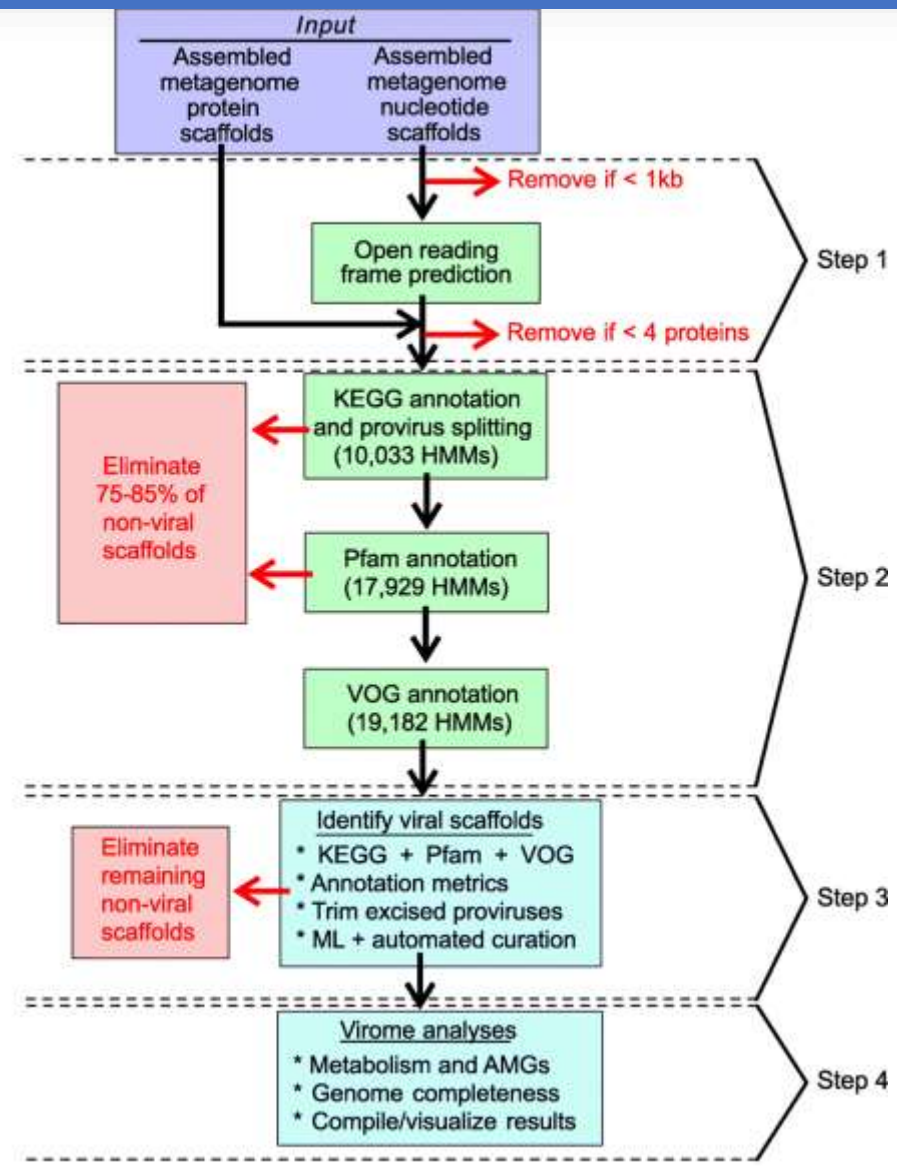 Input
Assembled
metagenome
protein
scaffolds
Assembled
metagenome
nucleotide
scaffolds
Remove if < 1kb
Open reading
frame prediction
Step 1
Remove if < 4 proteins
KEGG annotation
and provirus splitting
(10,033 HMMs)
Eliminate
75-85% of
non-viral
scaffolds
Pfam annotation
(17,929 HMMs)
Step 2
VOG annotation
(19,182 HMMs)
Identify viral scaffolds
* KEGG + Pfam + VOG
* Annotation metrics
* Trim excised proviruses
* ML + automated curation
Eliminate
remaining
non-viral
scaffolds
Step 3
Virome analyses
* Metabolism and AMGs
* Genome completeness
* Compile/visualize results
Step 4